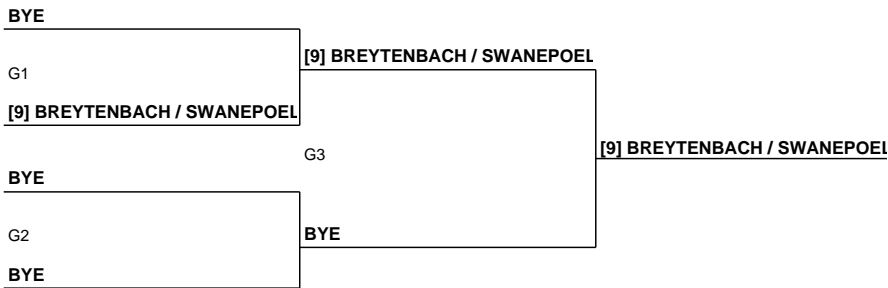 BYE
[9] BREYTENBACH / SWANEPOEL
G1
[9] BREYTENBACH / SWANEPOEL
G3
[9] BREYTENBACH / SWANEPOEL
BYE
G2
BYE
BYE